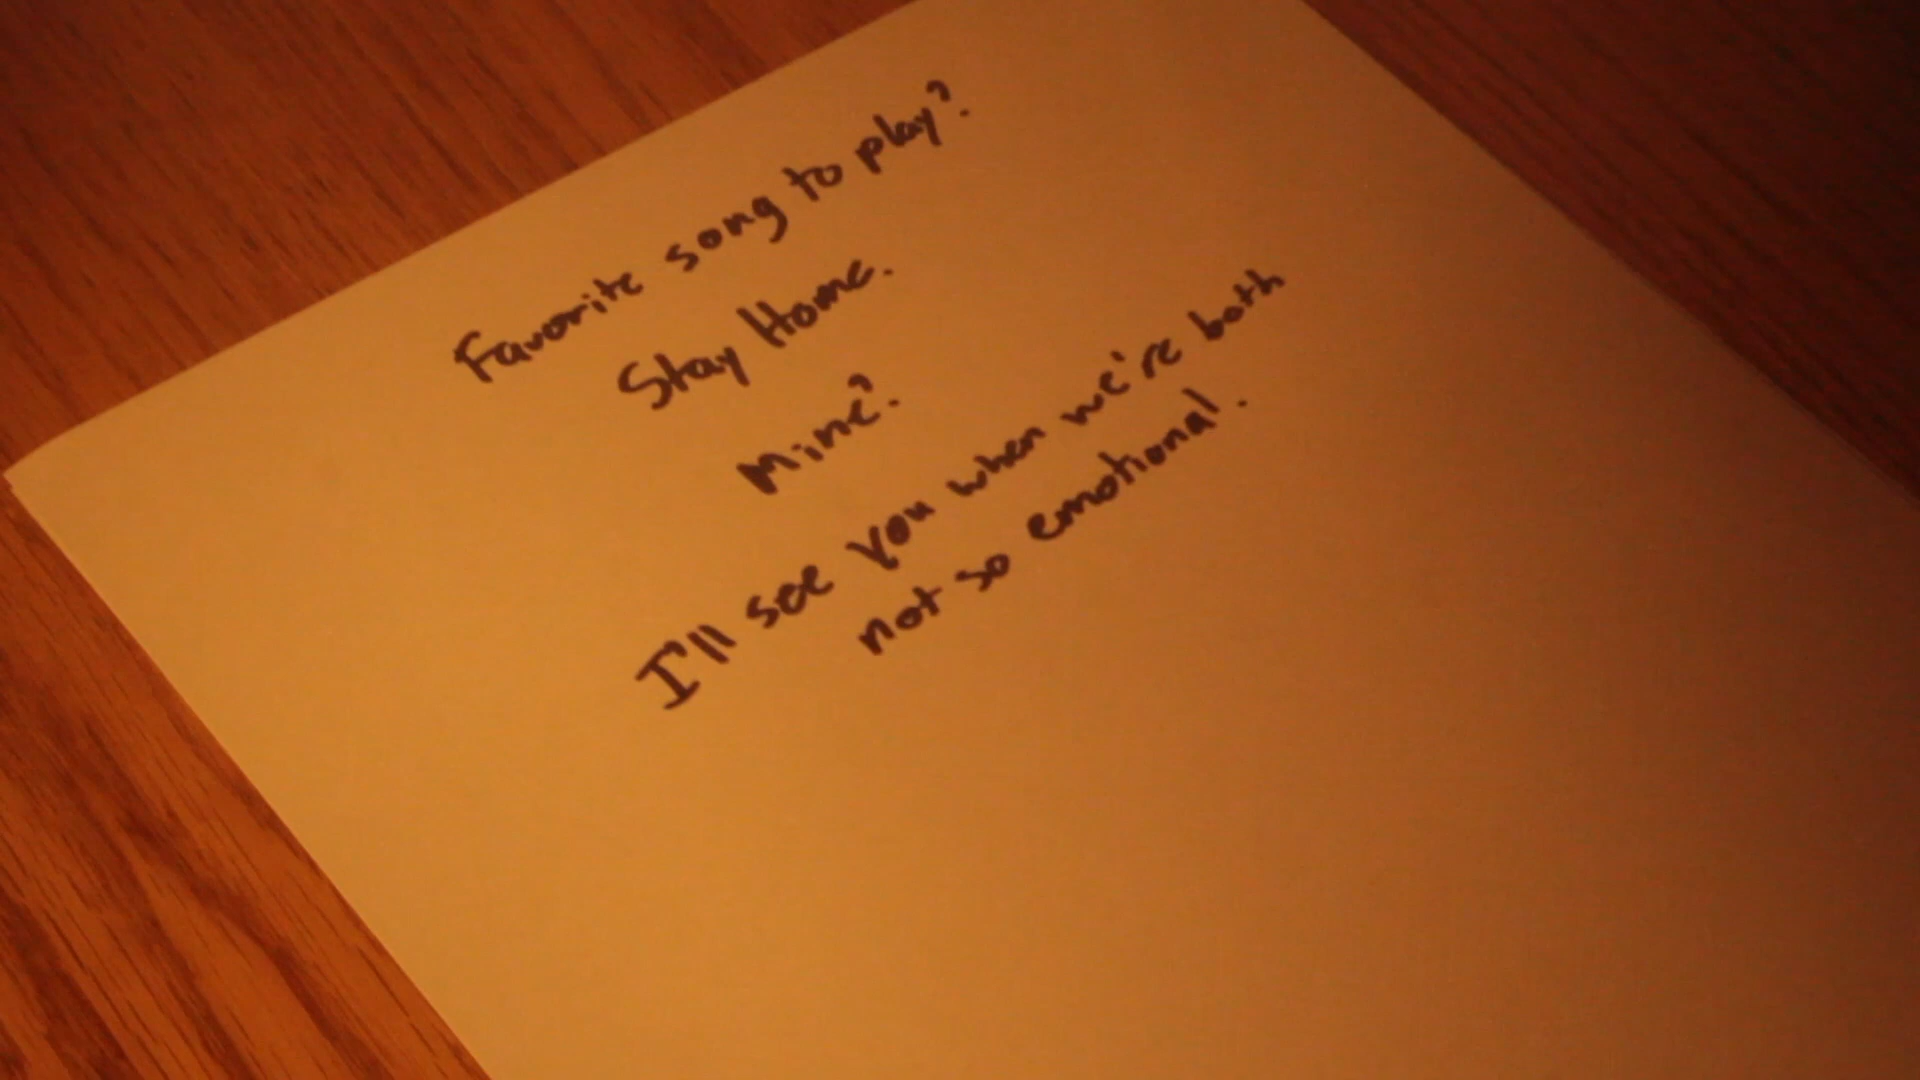 Favorite song to play?
Stay Home.
Mine?
I'll see you when we're both
not so emotional.